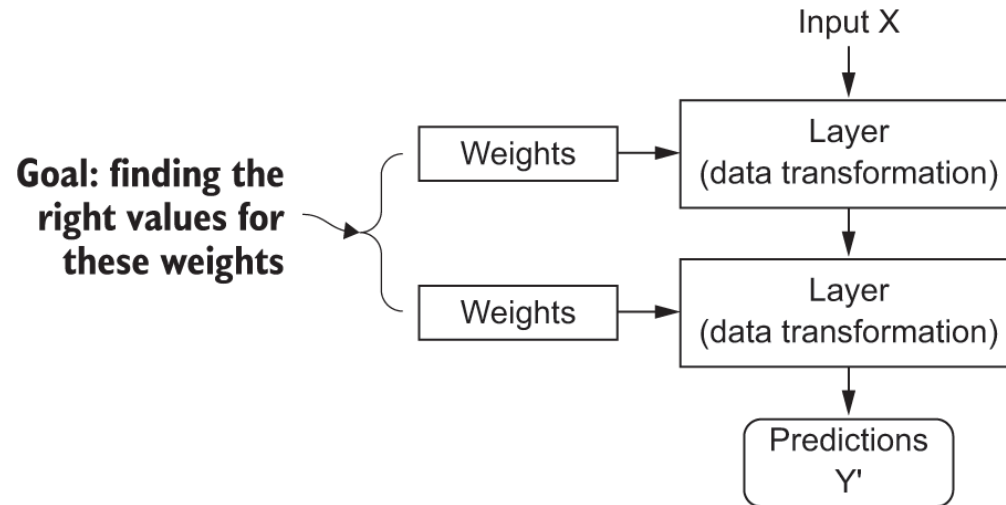 Input X
Goal: finding the
right values for
these weights
Weights
Layer
(data transformation)
Weights
Layer
(data transformation)
Predictions
Y'